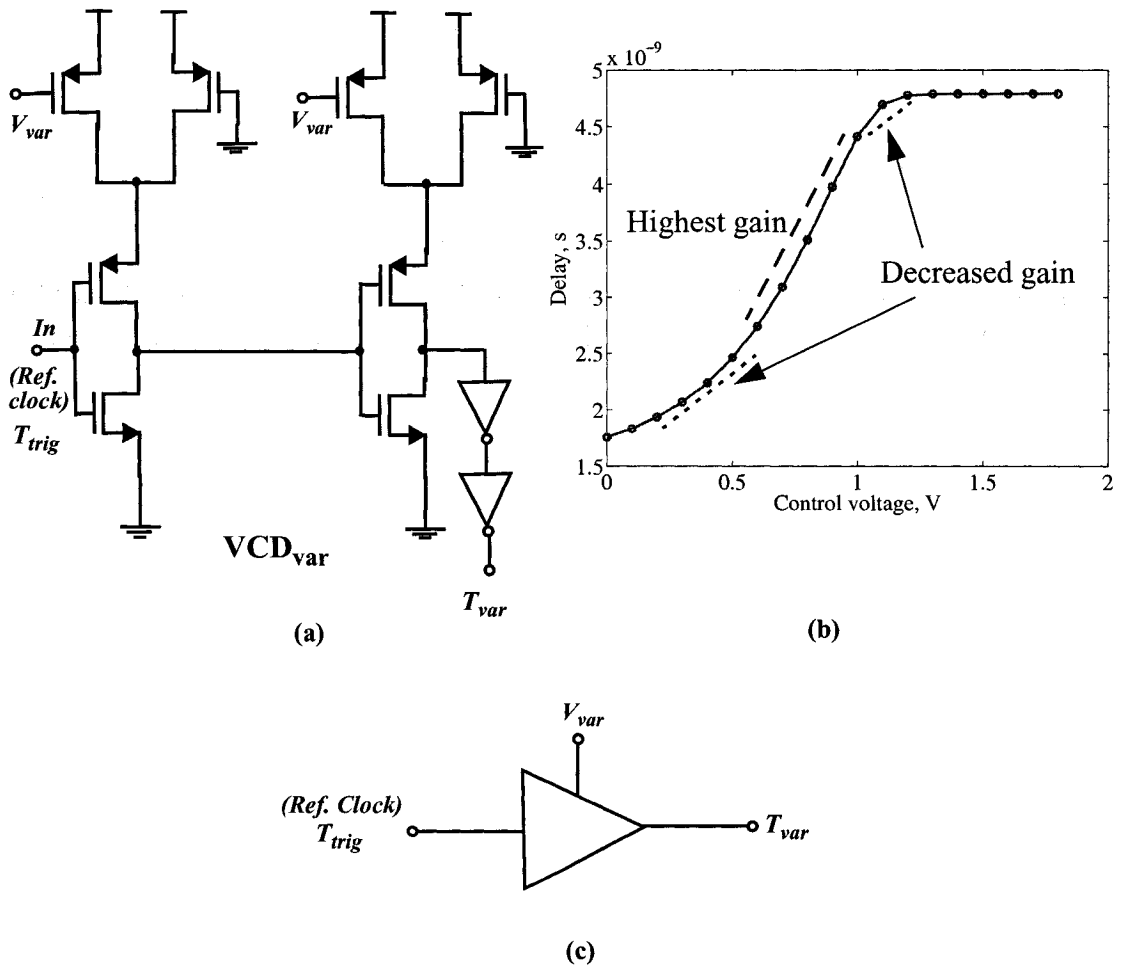 V_var
V_var
In
(Ref. clock)
T_trig
VCD_var
T_var
(a)
x 10^-9
5
4.5
4
3.5
3
2.5
2
1.5
0
0.5
1
1.5
2
Delay, s
Control voltage, V
Highest gain
Decreased gain
(b)
V_var
(Ref. Clock)
T_trig
T_var
(c)